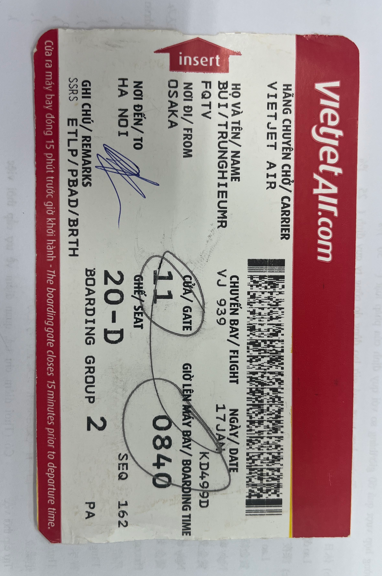 VietjetAir.com
HÃNG CHUYÊN CHỞ/ CARRIER
VIETJET AIR
insert
HỌ VÀ TÊN/ NAME
BUI/TRUNGHIEUMR
FQTV
CHUYẾN BAY/ FLIGHT
VJ 939
NGÀY/ DATE
17JAN
KD499D
NƠI ĐI/ FROM
OSAKA
CỬA/ GATE
11
GIỜ LÊN MÁY BAY/ BOARDING TIME
0840
NƠI ĐẾN/ TO
HA NOI
GHẾ/ SEAT
20-D
SEQ 162
GHI CHÚ/ REMARKS
BOARDING GROUP 2
PA
SSRS ETLP/PBAD/BRTH
Cửa ra máy bay đóng 15 phút trước giờ khởi hành - The boarding gate closes 15 minutes prior to departure time.